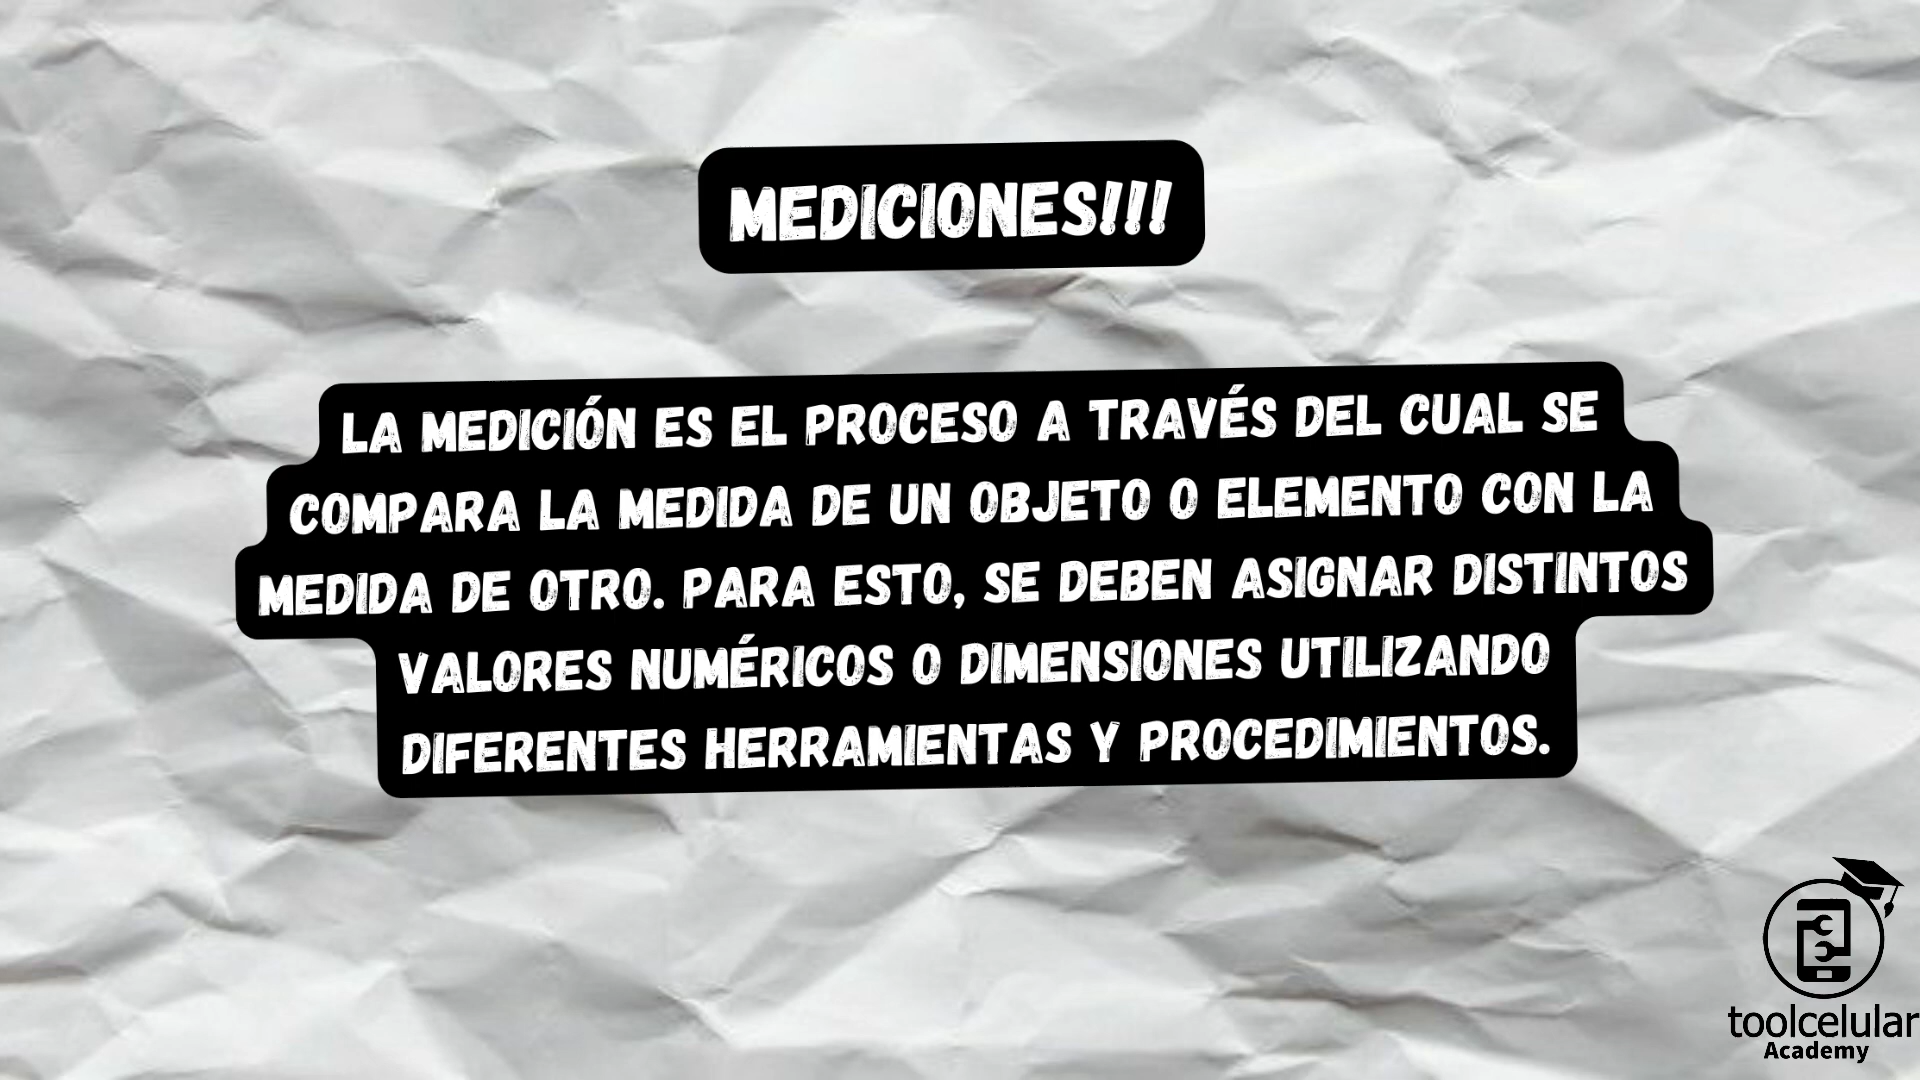 MEDICIONES!!!
LA MEDICIÓN ES EL PROCESO A TRAVÉS DEL CUAL SE
COMPARA LA MEDIDA DE UN OBJETO O ELEMENTO CON LA
MEDIDA DE OTRO. PARA ESTO, SE DEBEN ASIGNAR DISTINTOS
VALORES NUMÉRICOS O DIMENSIONES UTILIZANDO
DIFERENTES HERRAMIENTAS Y PROCEDIMIENTOS.
toolcelular
Academy